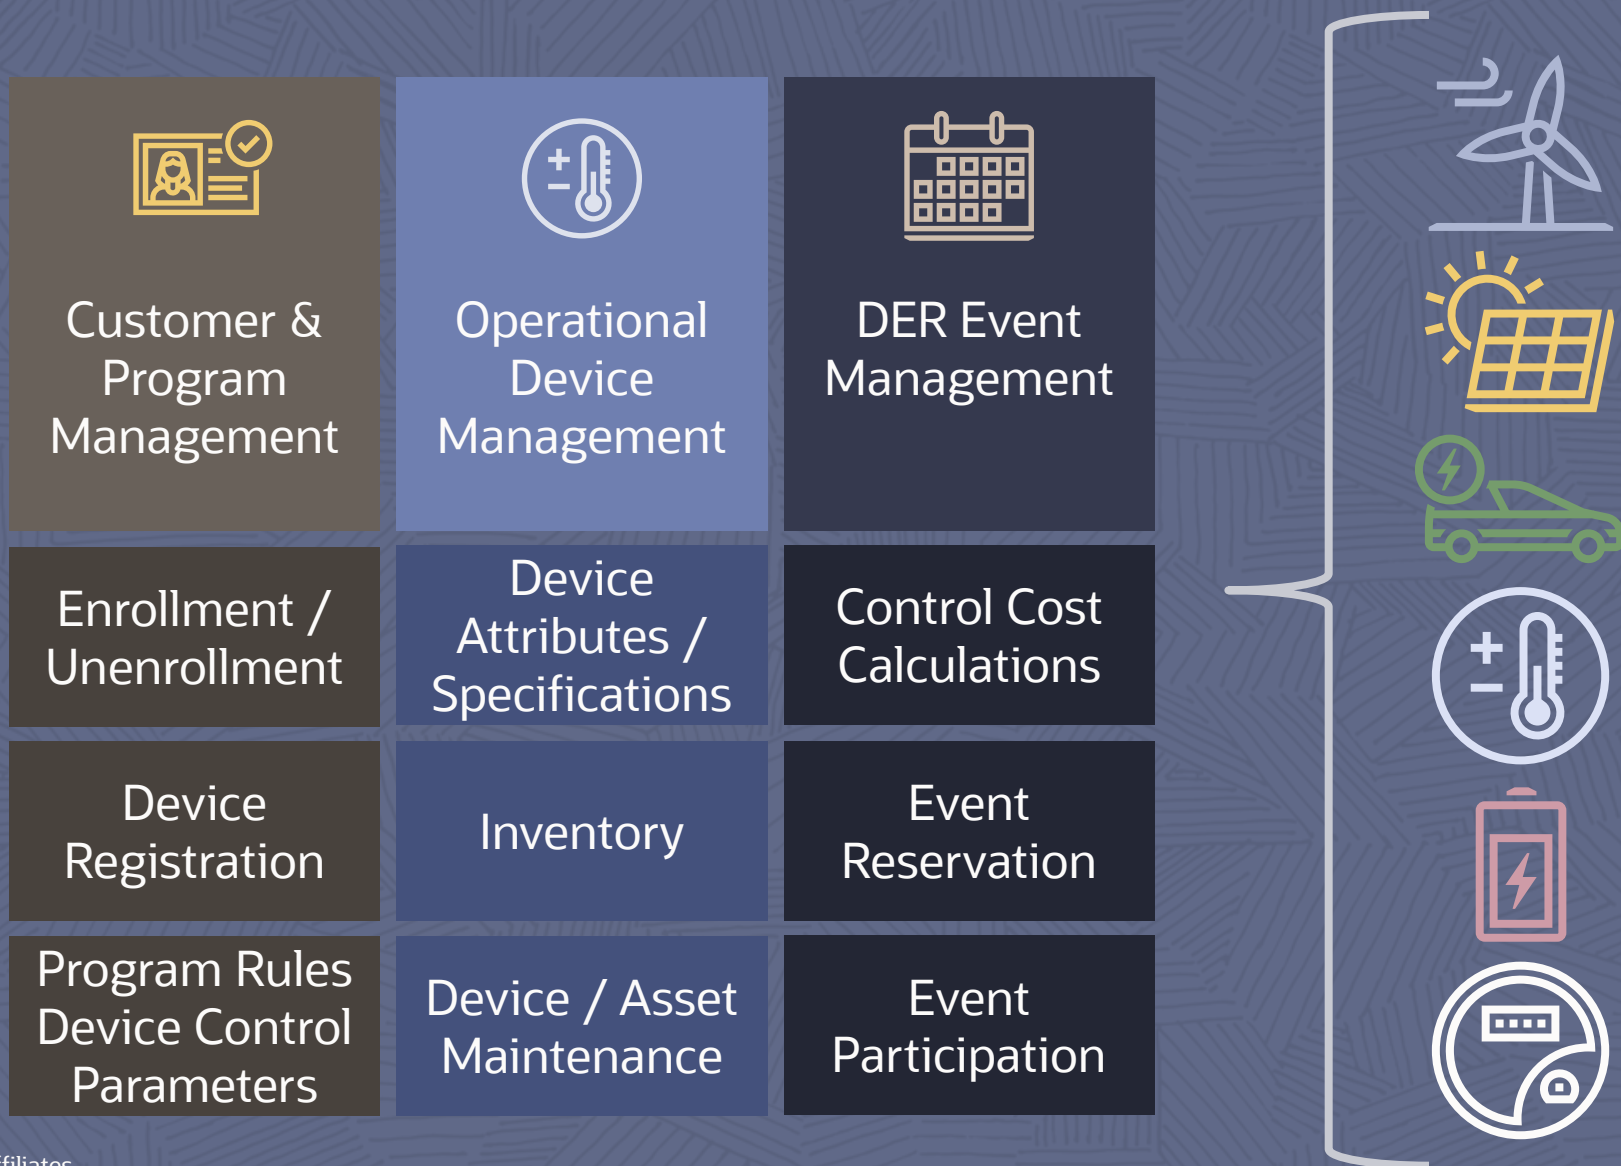 Customer &
Program
Management
Operational
Device
Management
DER Event
Management
Enrollment /
Unenrollment
Device
Attributes /
Specifications
Control Cost
Calculations
Device
Registration
Inventory
Event
Reservation
Program Rules
Device Control
Parameters
Device / Asset
Maintenance
Event
Participation